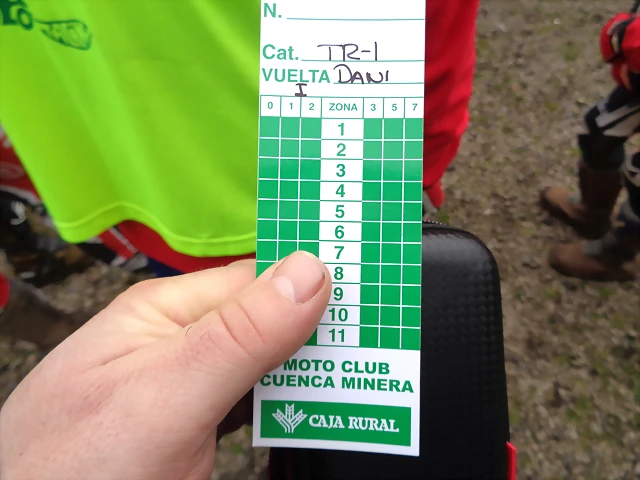 N.
Cat. TR-1
VUELTA DANI
I
0 1 2 ZONA 3 5 7
1
2
3
4
5
6
7
8
9
10
11
MOTO CLUB
CUENCA MINERA
CAJA RURAL